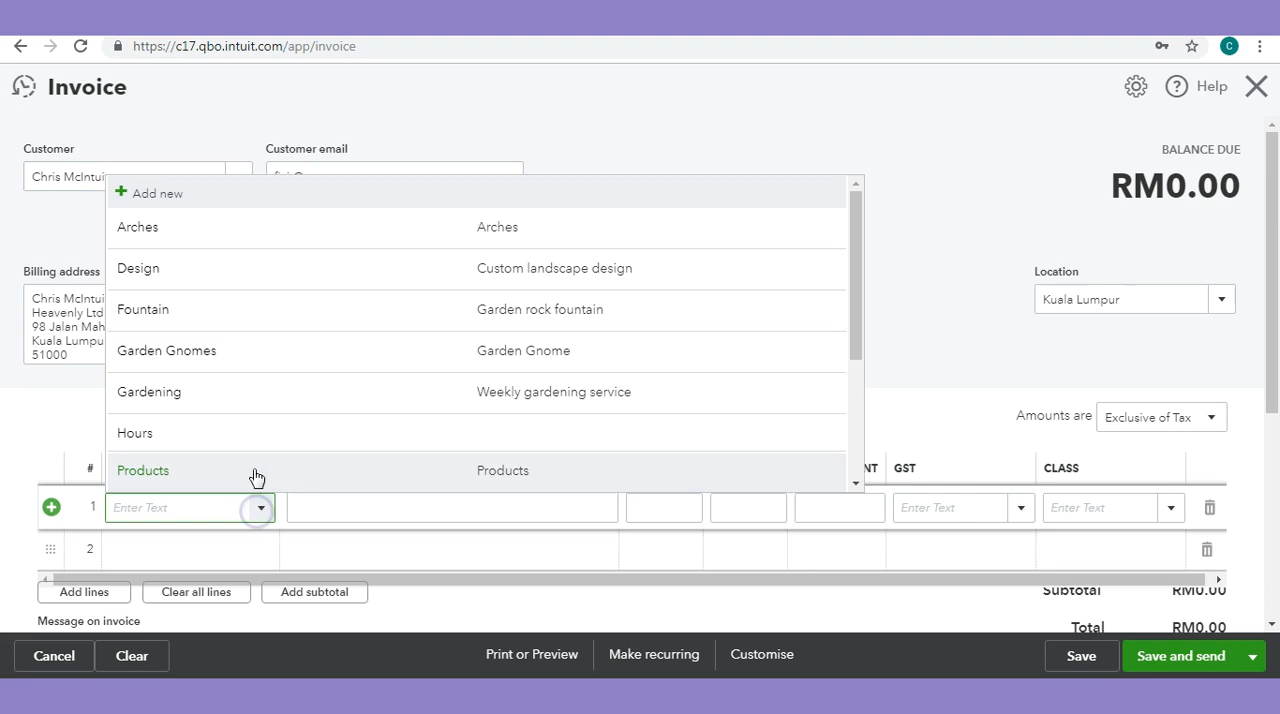 https://c17.qbo.intuit.com/app/invoice
C
Invoice
Help
Customer
Customer email
BALANCE DUE
Chris McIntui
RM0.00
Add new
Arches Arches
Design Custom landscape design
Fountain Garden rock fountain
Garden Gnomes Garden Gnome
Gardening Weekly gardening service
Hours
Products Products
Billing address
Chris McIntui
Heavenly Ltd
98 Jalan Mah
Kuala Lumpu
51000
Location
Kuala Lumpur
Amounts are Exclusive of Tax
# NT GST CLASS
1 Enter Text Enter Text Enter Text
2
Add lines Clear all lines Add subtotal
Subtotal RM0.00
Message on invoice
Total RM0.00
Cancel Clear Print or Preview Make recurring Customise Save Save and send